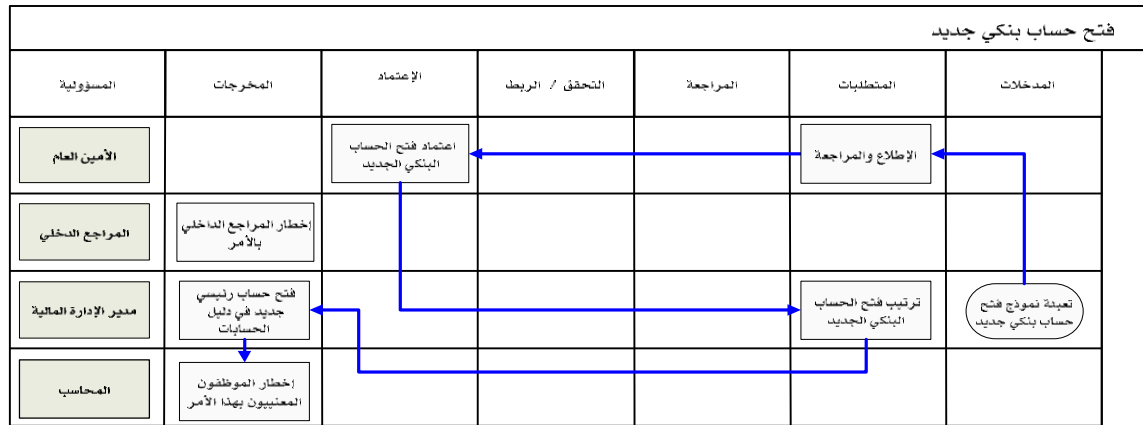 فتح حساب بنكي جديد
المدخلات
المتطلبات
المراجعة
التحقق / الربط
الإعتماد
المخرجات
المسؤولية
الإطلاع والمراجعة
اعتماد فتح الحساب
البنكي الجديد
الأمين العام
إخطار المراجع الداخلي
بالأمر
المراجع الدخلي
تعبئة نموذج فتح
حساب بنكي جديد
ترتيب فتح الحساب
البنكي الجديد
فتح حساب رئيسي
جديد في دليل
الحسابات
مدير الإدارة المالية
إخطار الموظفون
المعنييون بهذا الأمر
المحاسب